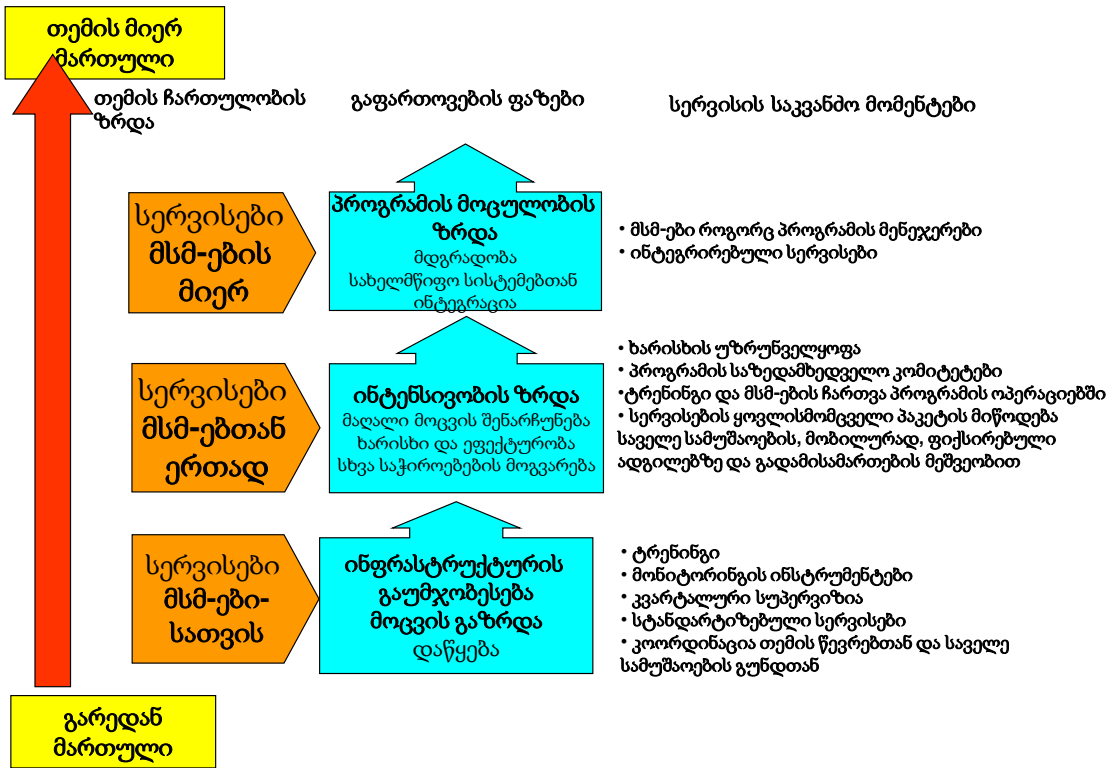 თემის მიერ
მართული
თემის ჩართულობის
ზრდა
გაფართოვების ფაზები
სერვისის საკვანძო მომენტები
სერვისები
მსმ-ების
მიერ
პროგრამის მოცულობის
ზრდა
მდგრადობა
სახელმწიფო სისტემებთან
ინტეგრაცია
• მსმ-ები როგორც პროგრამის მენეჯერები
• ინტეგრირებული სერვისები
სერვისები
მსმ-ებთან
ერთად
ინტენსივობის ზრდა
მაღალი მოცვის შენარჩუნება
ხარისხი და ეფექტურობა
სხვა საჭიროებების მოგვარება
• ხარისხის უზრუნველყოფა
• პროგრამის საზედამხედველო კომიტეტები
•ტრენინგი და მსმ-ების ჩართვა პროგრამის ოპერაციებში
• სერვისების ყოვლისმომცველი პაკეტის მიწოდება
საველე სამუშაოების, მობილურად, ფიქსირებული
ადგილებზე და გადამისამართების მეშვეობით
სერვისები
მსმ-ები-
სათვის
ინფრასტრუქტურის
გაუმჯობესება
მოცვის გაზრდა
დაწყება
• ტრენინგი
• მონიტორინგის ინსტრუმენტები
• კვარტალური სუპერვიზია
• სტანდარტიზებული სერვისები
• კოორდინაცია თემის წევრებთან და საველე
სამუშაოების გუნდთან
გარედან
მართული